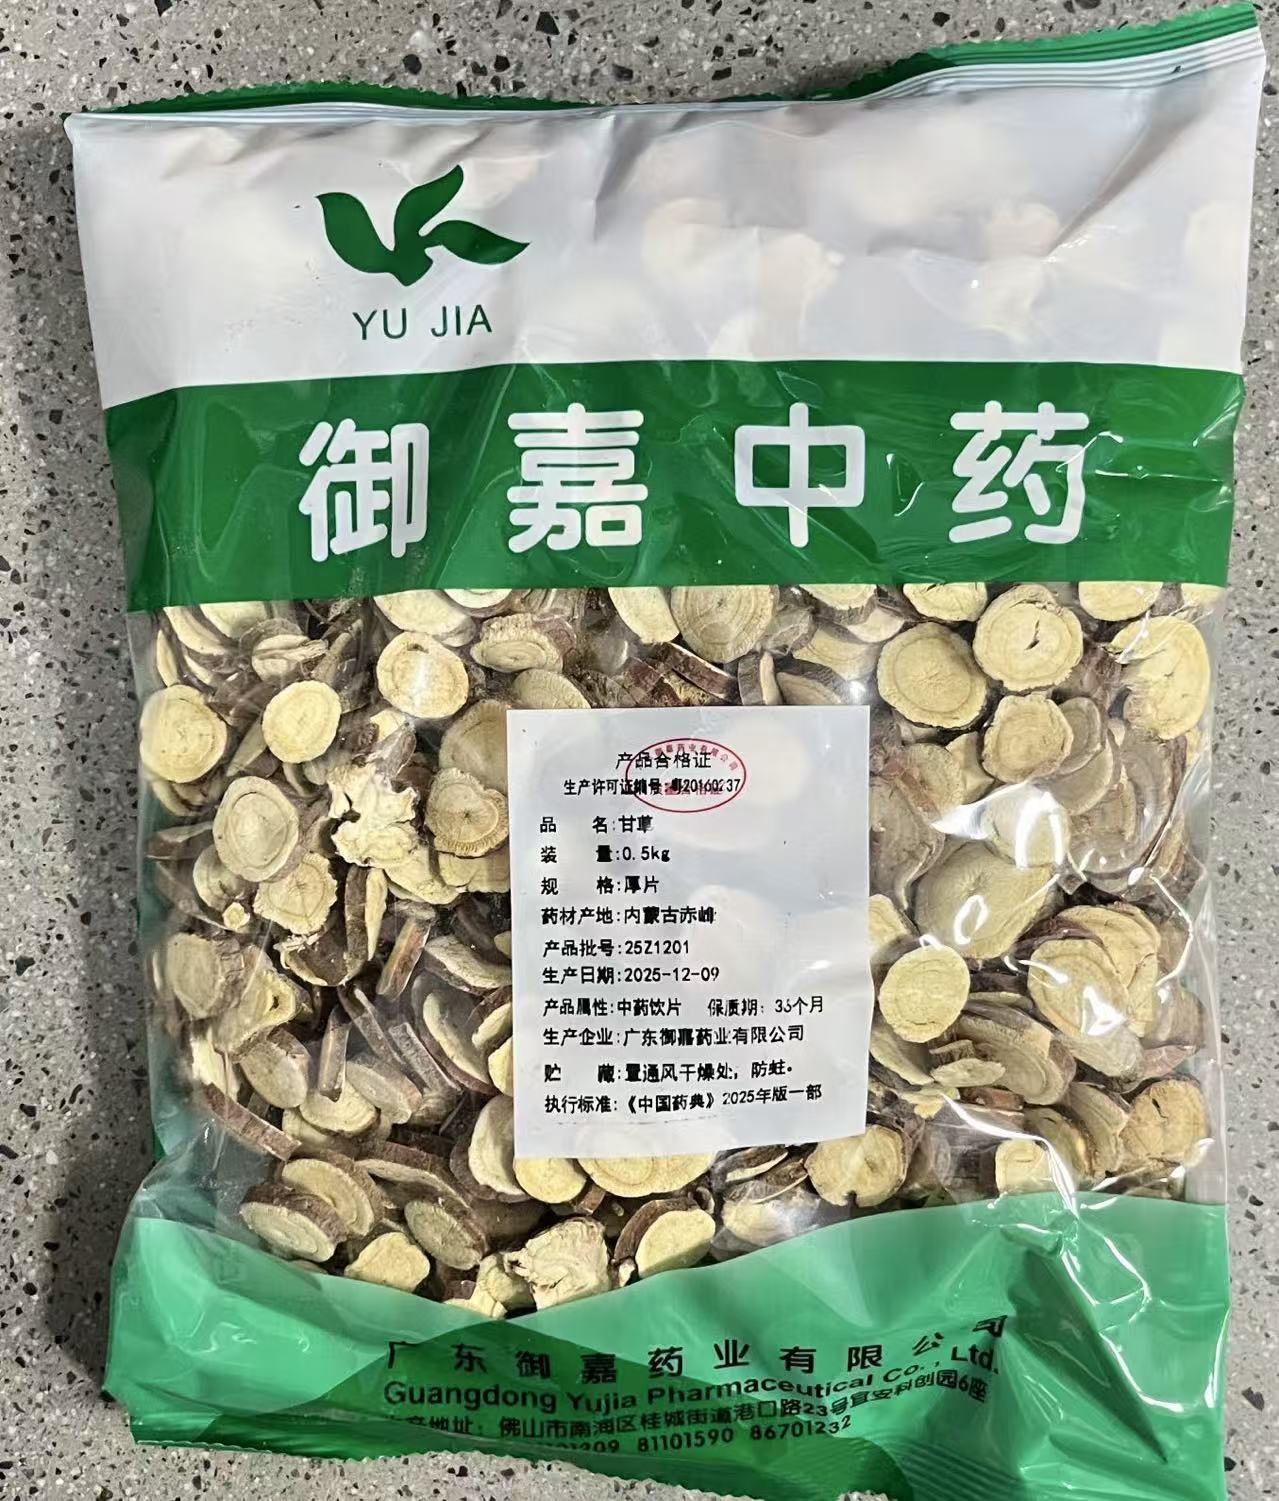 YU JIA
御嘉中药
产品合格证
生产许可证编号:粤20160237
品 名:甘草
装 量:0.5kg
规 格:厚片
药材产地:内蒙古赤峰
产品批号:25Z1201
生产日期:2025-12-09
产品属性:中药饮片 保质期: 36个月
生产企业:广东御嘉药业有限公司
贮 藏:置通风干燥处, 防蛀。
执行标准:《中国药典》2025年版一部
广东御嘉药业有限公司
Guangdong Yujia Pharmaceutical Co., Ltd.
生产地址: 佛山市南海区桂城街道港口路23号宜安科创园6座
81101590 86701232